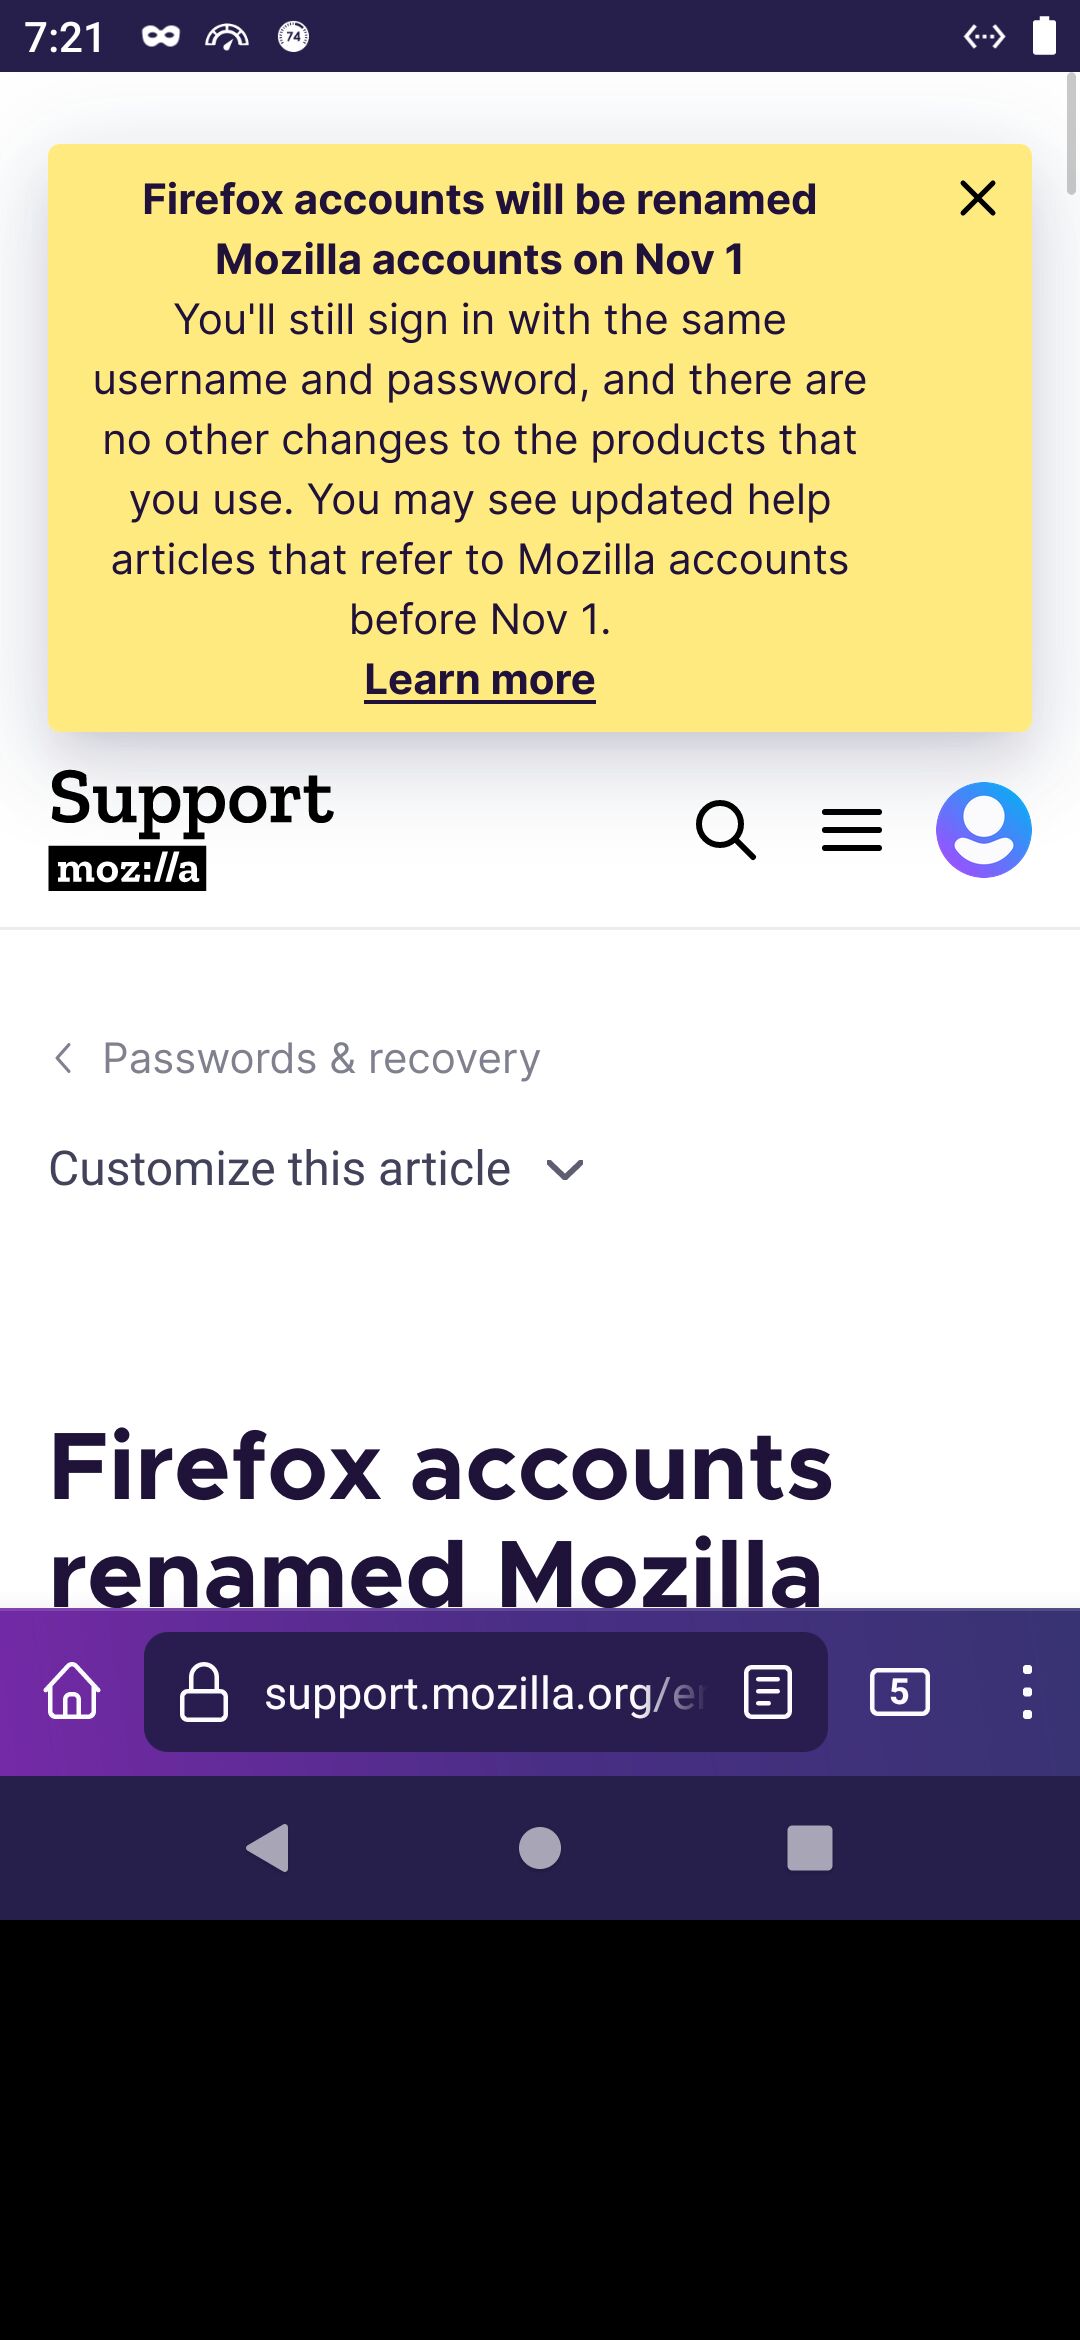 7:21
74
Firefox accounts will be renamed
Mozilla accounts on Nov 1
You'll still sign in with the same
username and password, and there are
no other changes to the products that
you use. You may see updated help
articles that refer to Mozilla accounts
before Nov 1.
Learn more
Support
moz://a
Passwords & recovery
Customize this article
Firefox accounts
renamed Mozilla
support.mozilla.org/en
5